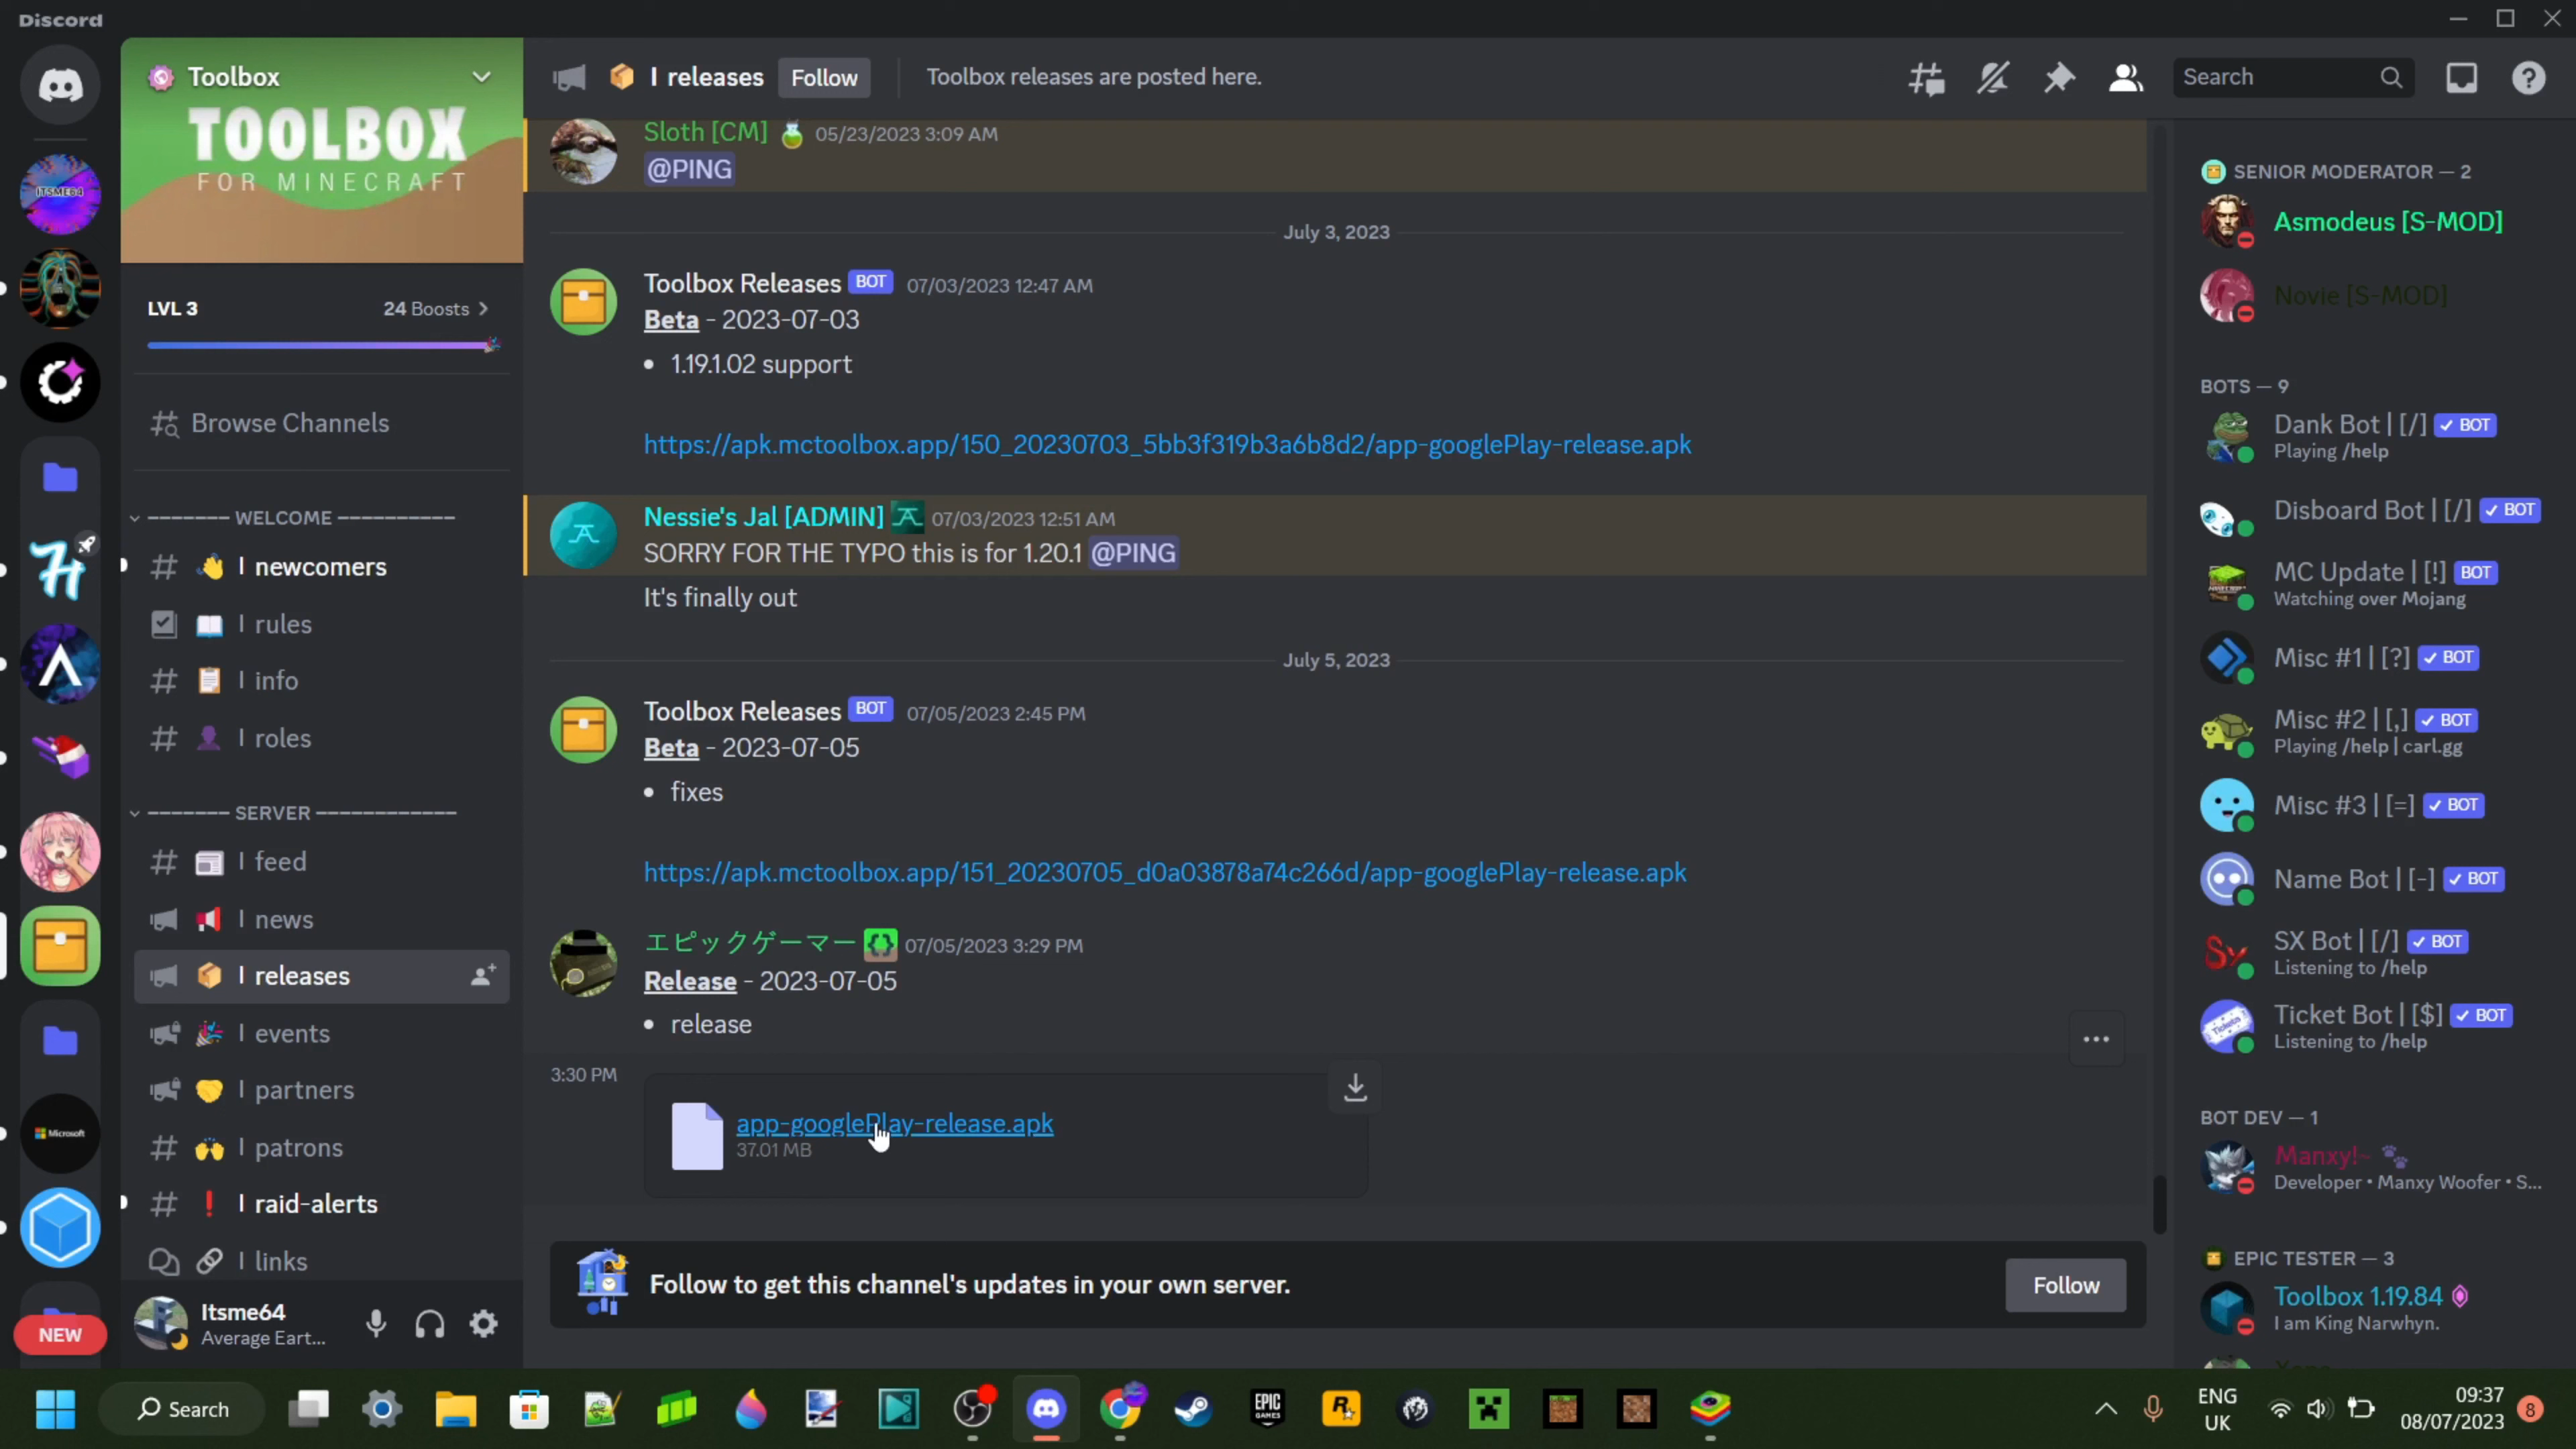 Discord
Toolbox
TOOLBOX
FOR MINECRAFT
LVL 3
24 Boosts
Browse Channels
WELCOME
| newcomers
| rules
| info
| roles
SERVER
| feed
| news
| releases
| events
| partners
| patrons
| raid-alerts
| links
ITSME64
Microsoft
NEW
Itsme64
Average Eart...
| releases
Follow
Toolbox releases are posted here.
Search
Sloth [CM] 05/23/2023 3:09 AM
@PING
July 3, 2023
Toolbox Releases BOT 07/03/2023 12:47 AM
Beta - 2023-07-03
• 1.19.1.02 support
https://apk.mctoolbox.app/150_20230703_5bb3f319b3a6b8d2/app-googlePlay-release.apk
Nessie's Jal [ADMIN] 07/03/2023 12:51 AM
SORRY FOR THE TYPO this is for 1.20.1 @PING
It's finally out
July 5, 2023
Toolbox Releases BOT 07/05/2023 2:45 PM
Beta - 2023-07-05
• fixes
https://apk.mctoolbox.app/151_20230705_d0a03878a74c266d/app-googlePlay-release.apk
エピックゲーマー 07/05/2023 3:29 PM
Release - 2023-07-05
• release
3:30 PM
app-googlePlay-release.apk
37.01 MB
Follow to get this channel's updates in your own server.
Follow
SENIOR MODERATOR — 2
Asmodeus [S-MOD]
Novie [S-MOD]
BOTS — 9
Dank Bot | [/] BOT
Playing /help
Disboard Bot | [/] BOT
MC Update | [!] BOT
Watching over Mojang
Misc #1 | [?] BOT
Misc #2 | [,] BOT
Playing /help | carl.gg
Misc #3 | [=] BOT
Name Bot | [-] BOT
SX Bot | [/] BOT
Listening to /help
Ticket Bot | [$] BOT
Listening to /help
BOT DEV — 1
Manxy!~
Developer • Manxy Woofer • S...
EPIC TESTER — 3
Toolbox 1.19.84
I am King Narwhyn.
Search
EPIC GAMES
ENG
UK
09:37
08/07/2023
8